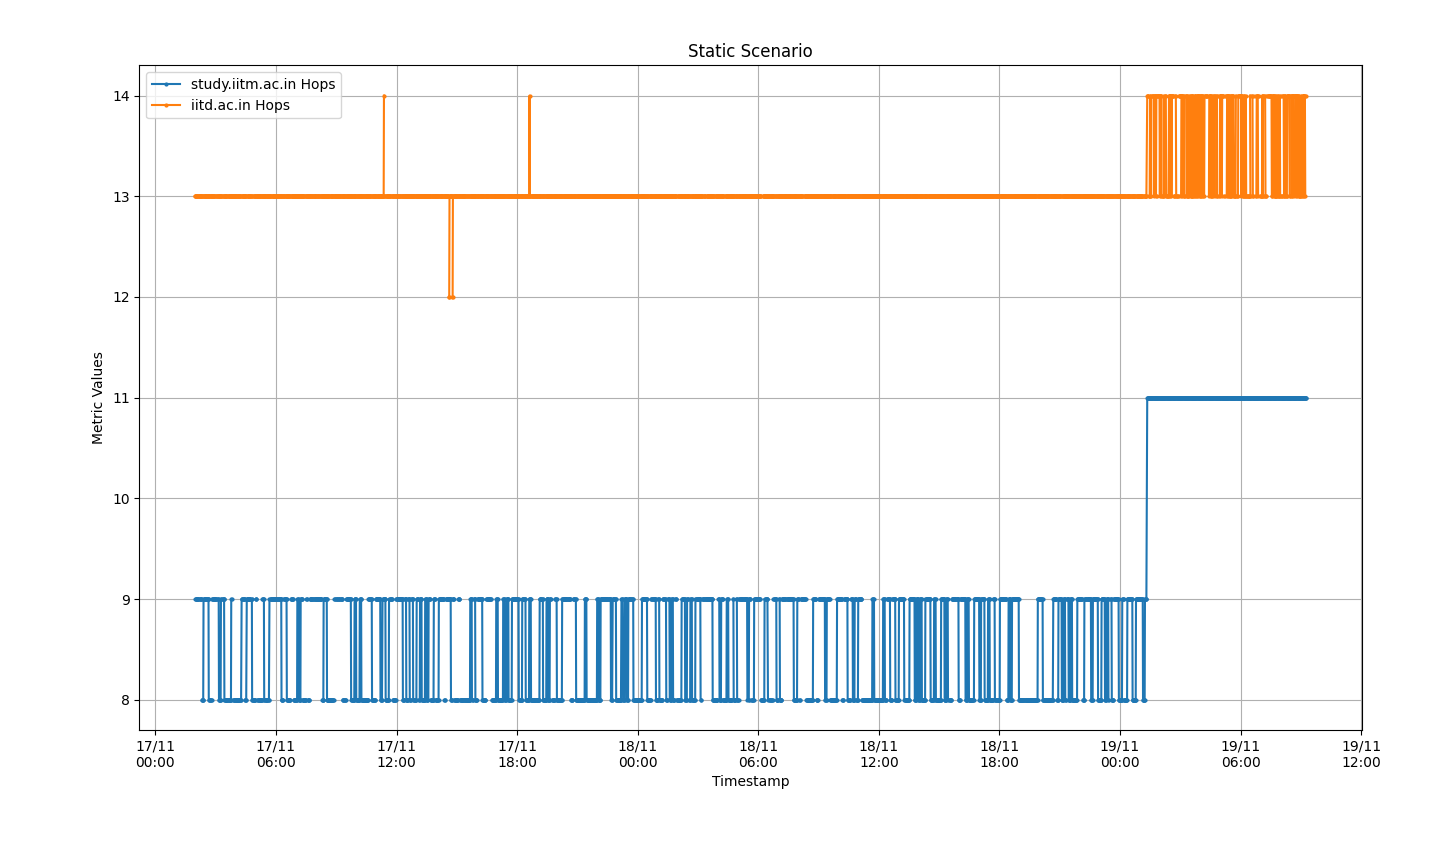 Static Scenario
study.iitm.ac.in Hops
iitd.ac.in Hops
Metric Values
14
13
12
11
10
9
8
17/11 17/11 17/11 17/11 18/11 18/11 18/11 18/11 19/11 19/11 19/11
00:00 06:00 12:00 18:00 00:00 06:00 12:00 18:00 00:00 06:00 12:00
Timestamp